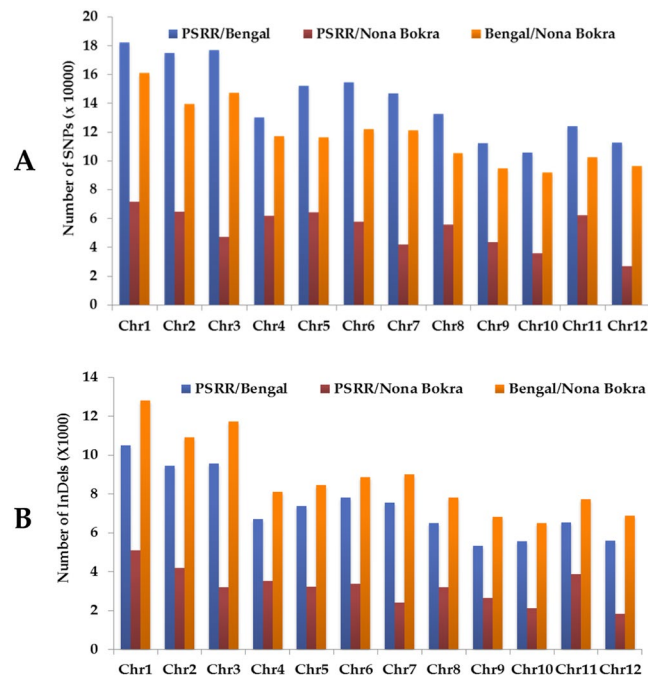 PSRR/Bengal PSRR/Nona Bokra Bengal/Nona Bokra
A
Number of SNPs (x 10000)
20
18
16
14
12
10
8
6
4
2
0
Chr1 Chr2 Chr3 Chr4 Chr5 Chr6 Chr7 Chr8 Chr9 Chr10 Chr11 Chr12
PSRR/Bengal PSRR/Nona Bokra Bengal/Nona Bokra
B
Number of InDels (X1000)
14
12
10
8
6
4
2
0
Chr1 Chr2 Chr3 Chr4 Chr5 Chr6 Chr7 Chr8 Chr9 Chr10 Chr11 Chr12